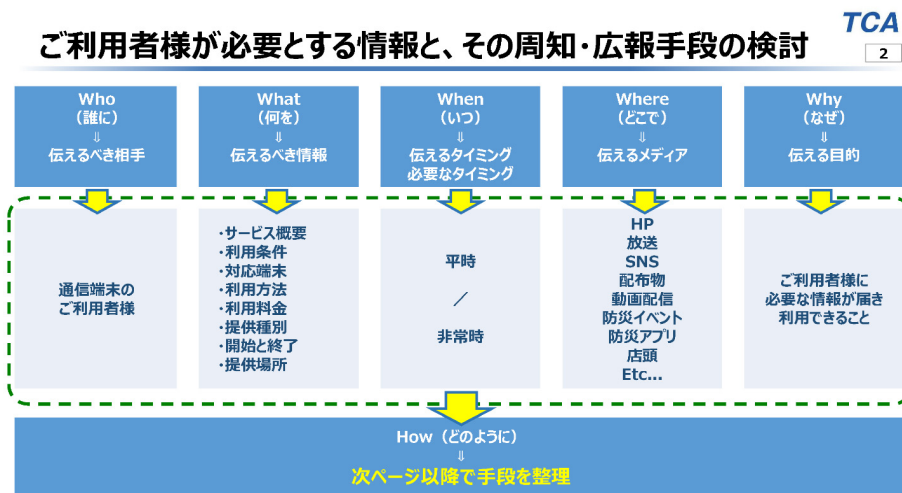 TCA
ご利用者様が必要とする情報と、その周知・広報手段の検討
2
Who
（誰に）
⇓
伝えるべき相手
What
（何を）
⇓
伝えるべき情報
When
（いつ）
⇓
伝えるタイミング
必要なタイミング
Where
（どこで）
⇓
伝えるメディア
Why
（なぜ）
⇓
伝える目的
通信端末の
ご利用者様
・サービス概要
・利用条件
・対応端末
・利用方法
・利用料金
・提供種別
・開始と終了
・提供場所
平時
／
非常時
HP
放送
SNS
配布物
動画配信
防災イベント
防災アプリ
店頭
Etc…
ご利用者様に
必要な情報が届き
利用できること
How（どのように）
⇓
次ページ以降で手段を整理